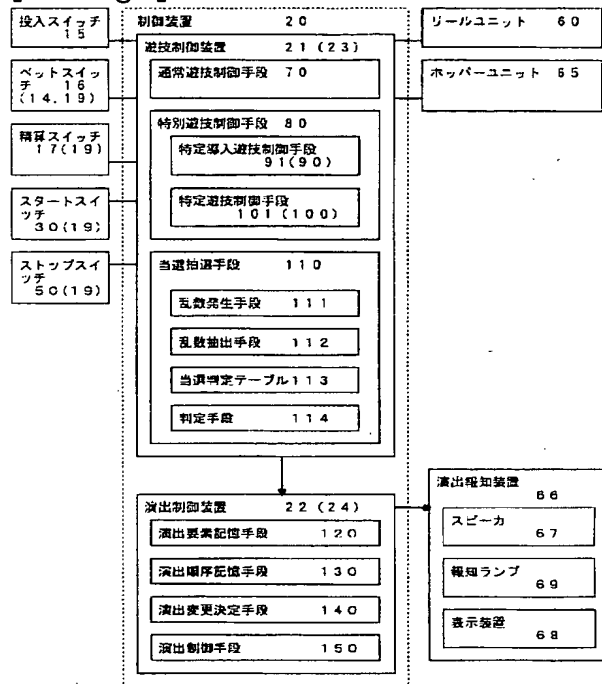 投入スイッチ
15
ベットスイッ
チ 16
(14.19)
精算スイッチ
17(19)
スタートスイ
ッチ
30(19)
ストップスイ
ッチ
50(19)
制御装置 20
遊技制御装置 21(23)
通常遊技制御手段 70
特別遊技制御手段 80
特定導入遊技制御手段
91(90)
特定遊技制御手段
101(100)
当選抽選手段 110
乱数発生手段 111
乱数抽出手段 112
当選判定テーブル113
判定手段 114
演出制御装置 22(24)
演出要素記憶手段 120
演出順序記憶手段 130
演出変更決定手段 140
演出制御手段 150
リールユニット 60
ホッパーユニット 65
演出報知装置
66
スピーカ
67
報知ランプ
69
表示装置
68